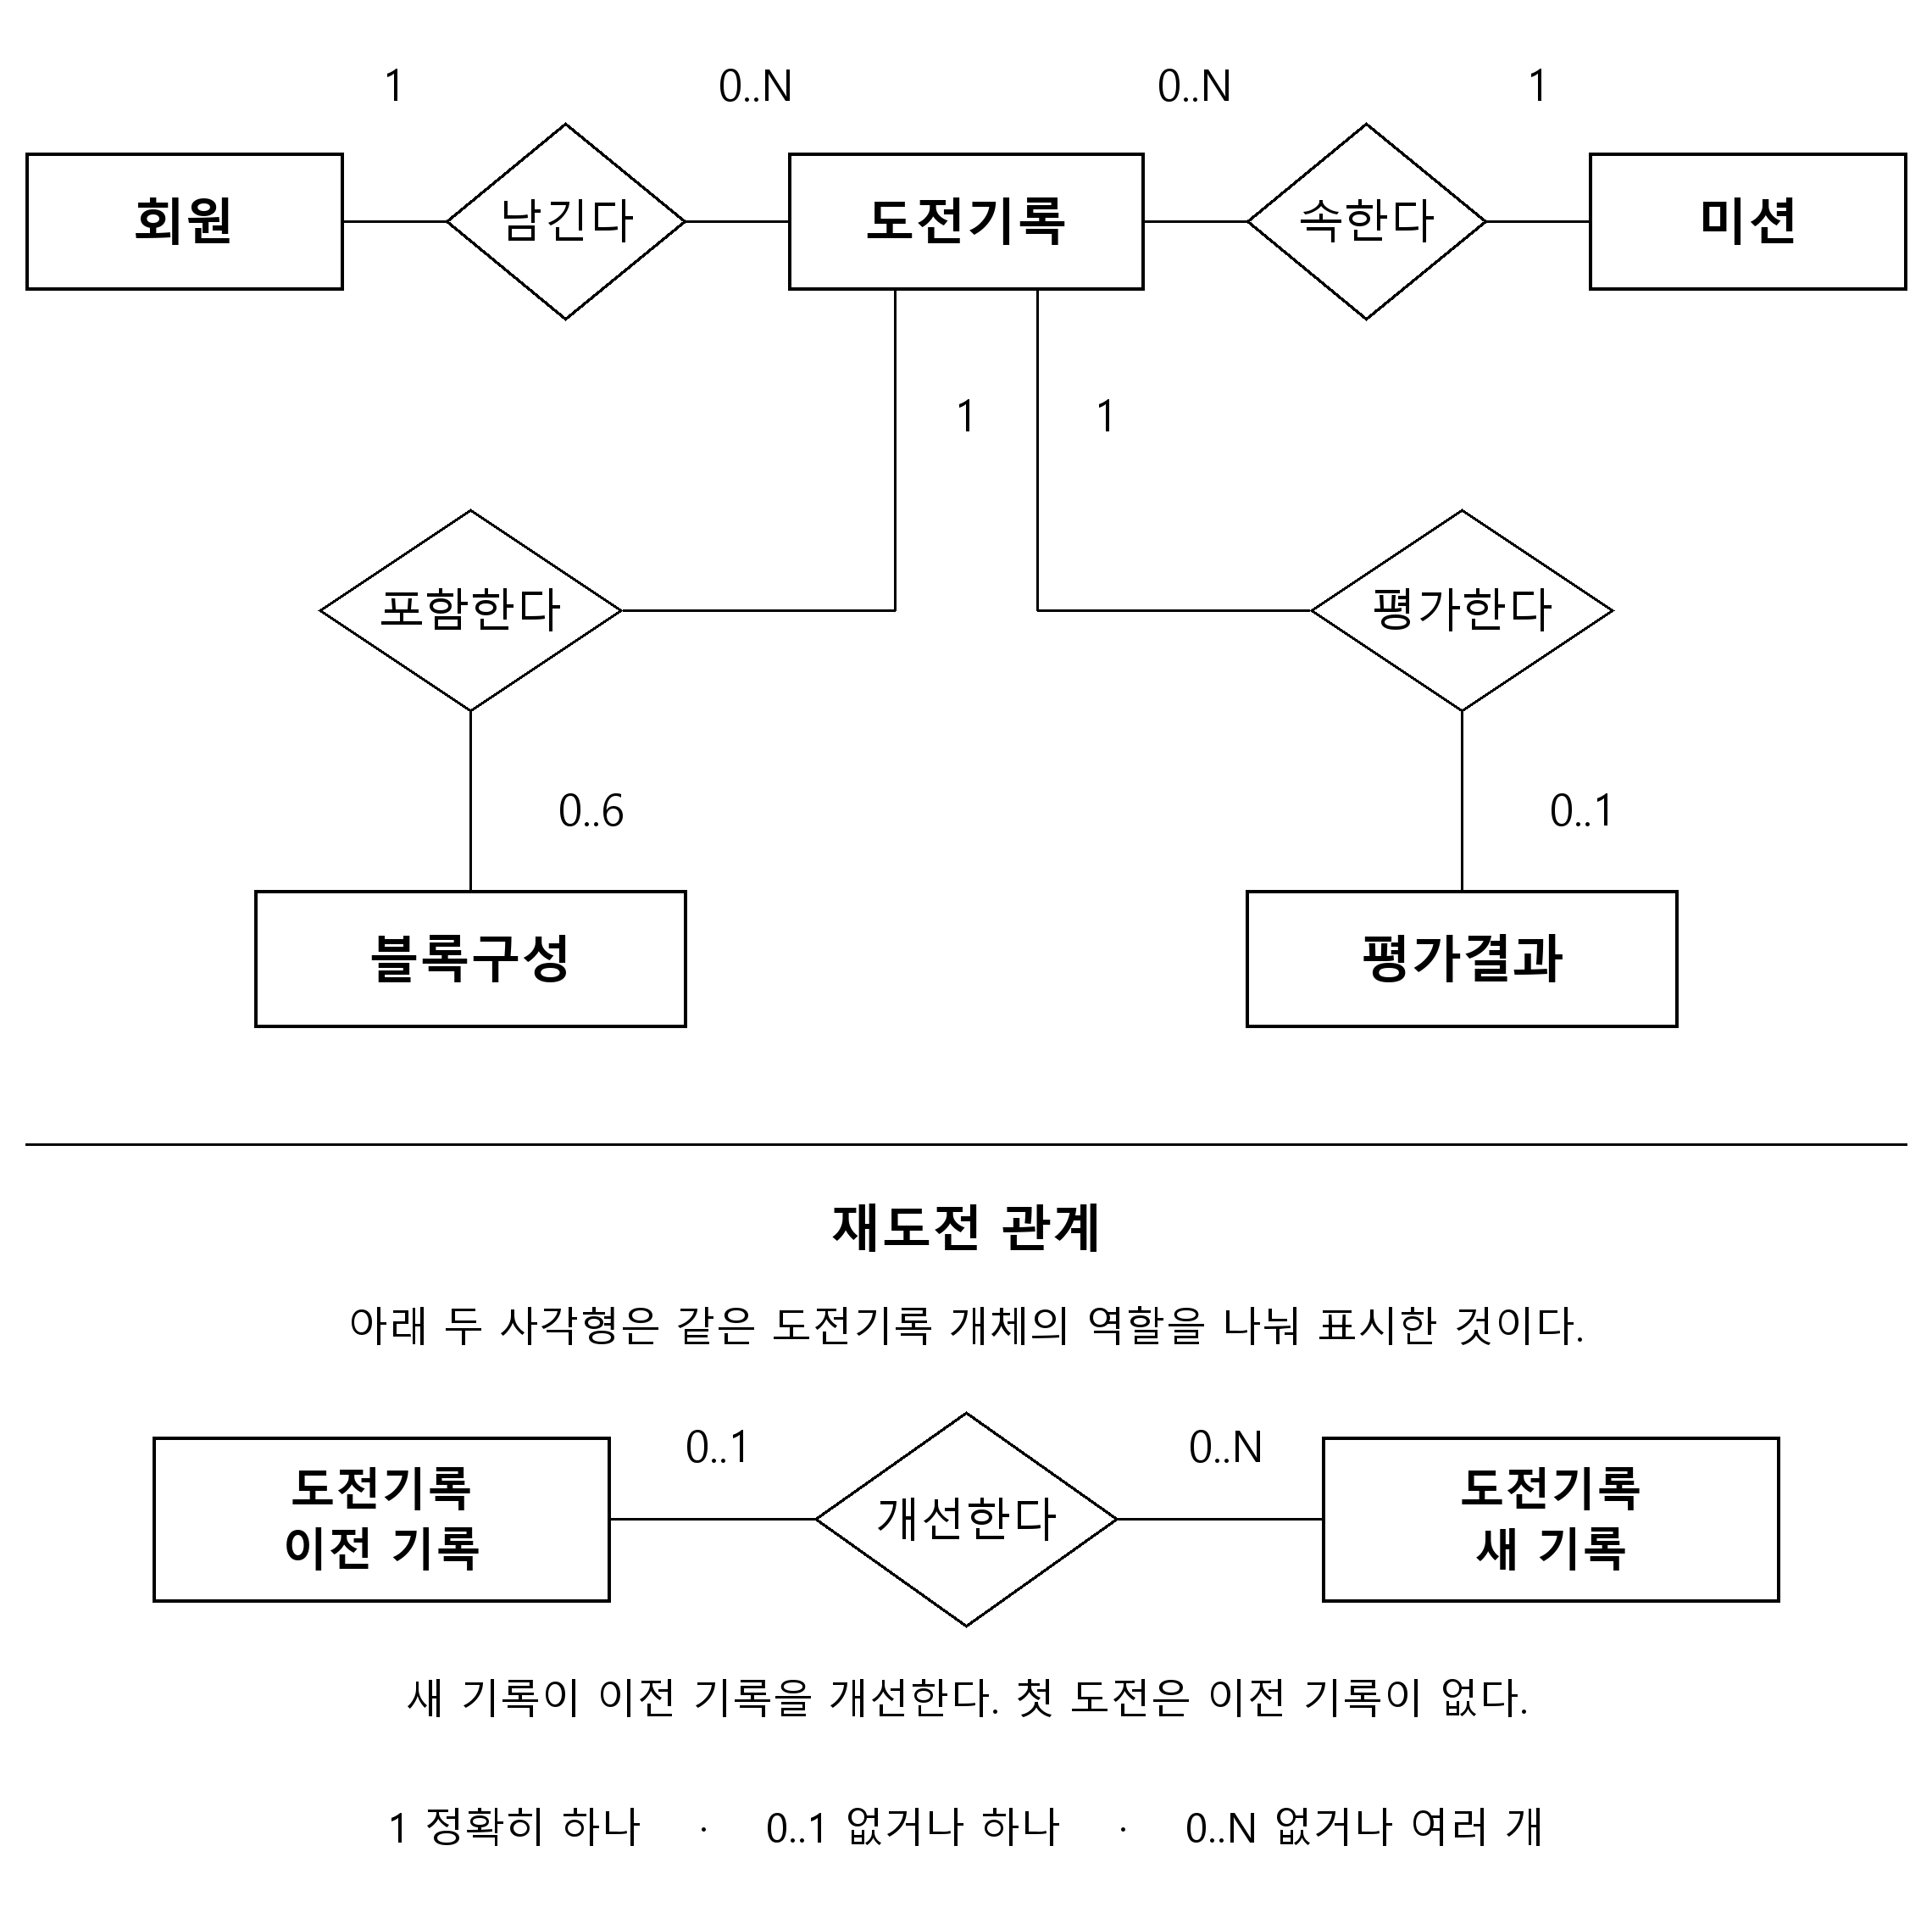 1 0..N 0..N 1
회원 남긴다 도전기록 속한다 미션
1 1
포함한다 평가한다
0..6 0..1
블록구성 평가결과
재도전 관계
아래 두 사각형은 같은 도전기록 개체의 역할을 나눠 표시한 것이다.
0..1 0..N
도전기록
이전 기록
개선한다
도전기록
새 기록
새 기록이 이전 기록을 개선한다. 첫 도전은 이전 기록이 없다.
1 정확히 하나 · 0..1 없거나 하나 · 0..N 없거나 여러 개